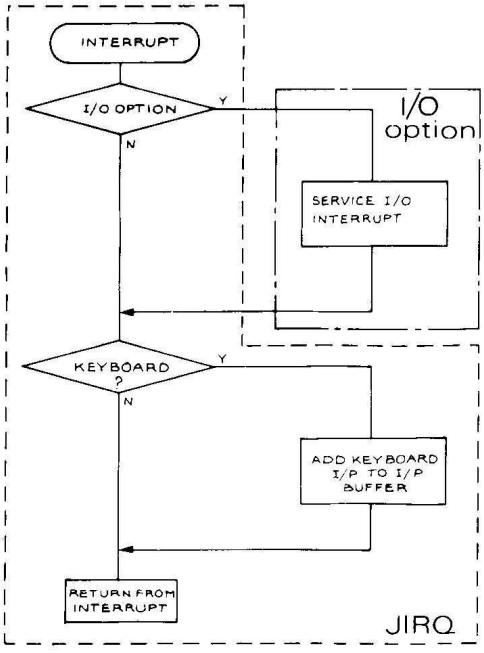 INTERRUPT
I/O OPTION
Y
N
I/O
option
SERVICE I/O
INTERRUPT
KEYBOARD
?
Y
N
ADD KEYBOARD
I/P TO I/P
BUFFER
RETURN FROM
INTERRUPT
JIRQ